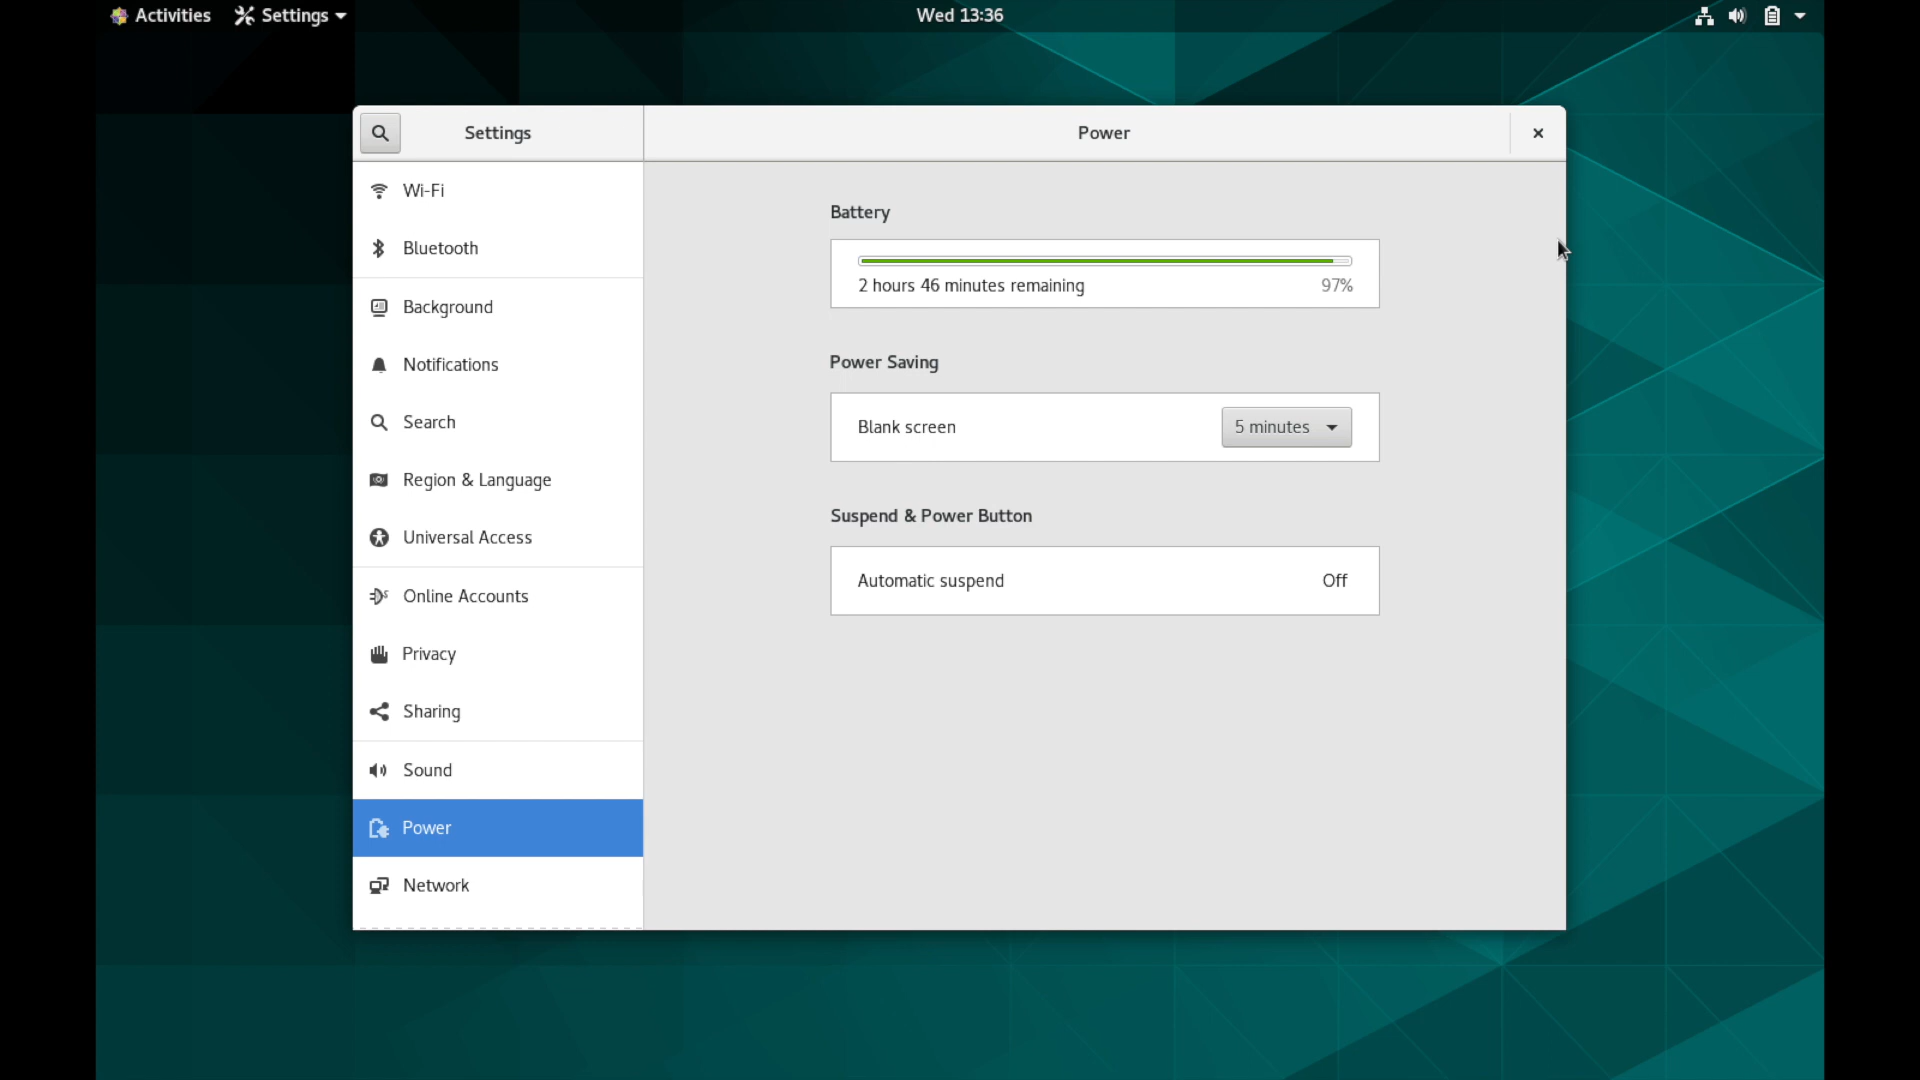 Activities
Settings
Wed 13:36
Settings
Power
Wi-Fi
Bluetooth
Background
Notifications
Search
Region & Language
Universal Access
Online Accounts
Privacy
Sharing
Sound
Power
Network
Battery
2 hours 46 minutes remaining 97%
Power Saving
Blank screen 5 minutes
Suspend & Power Button
Automatic suspend Off